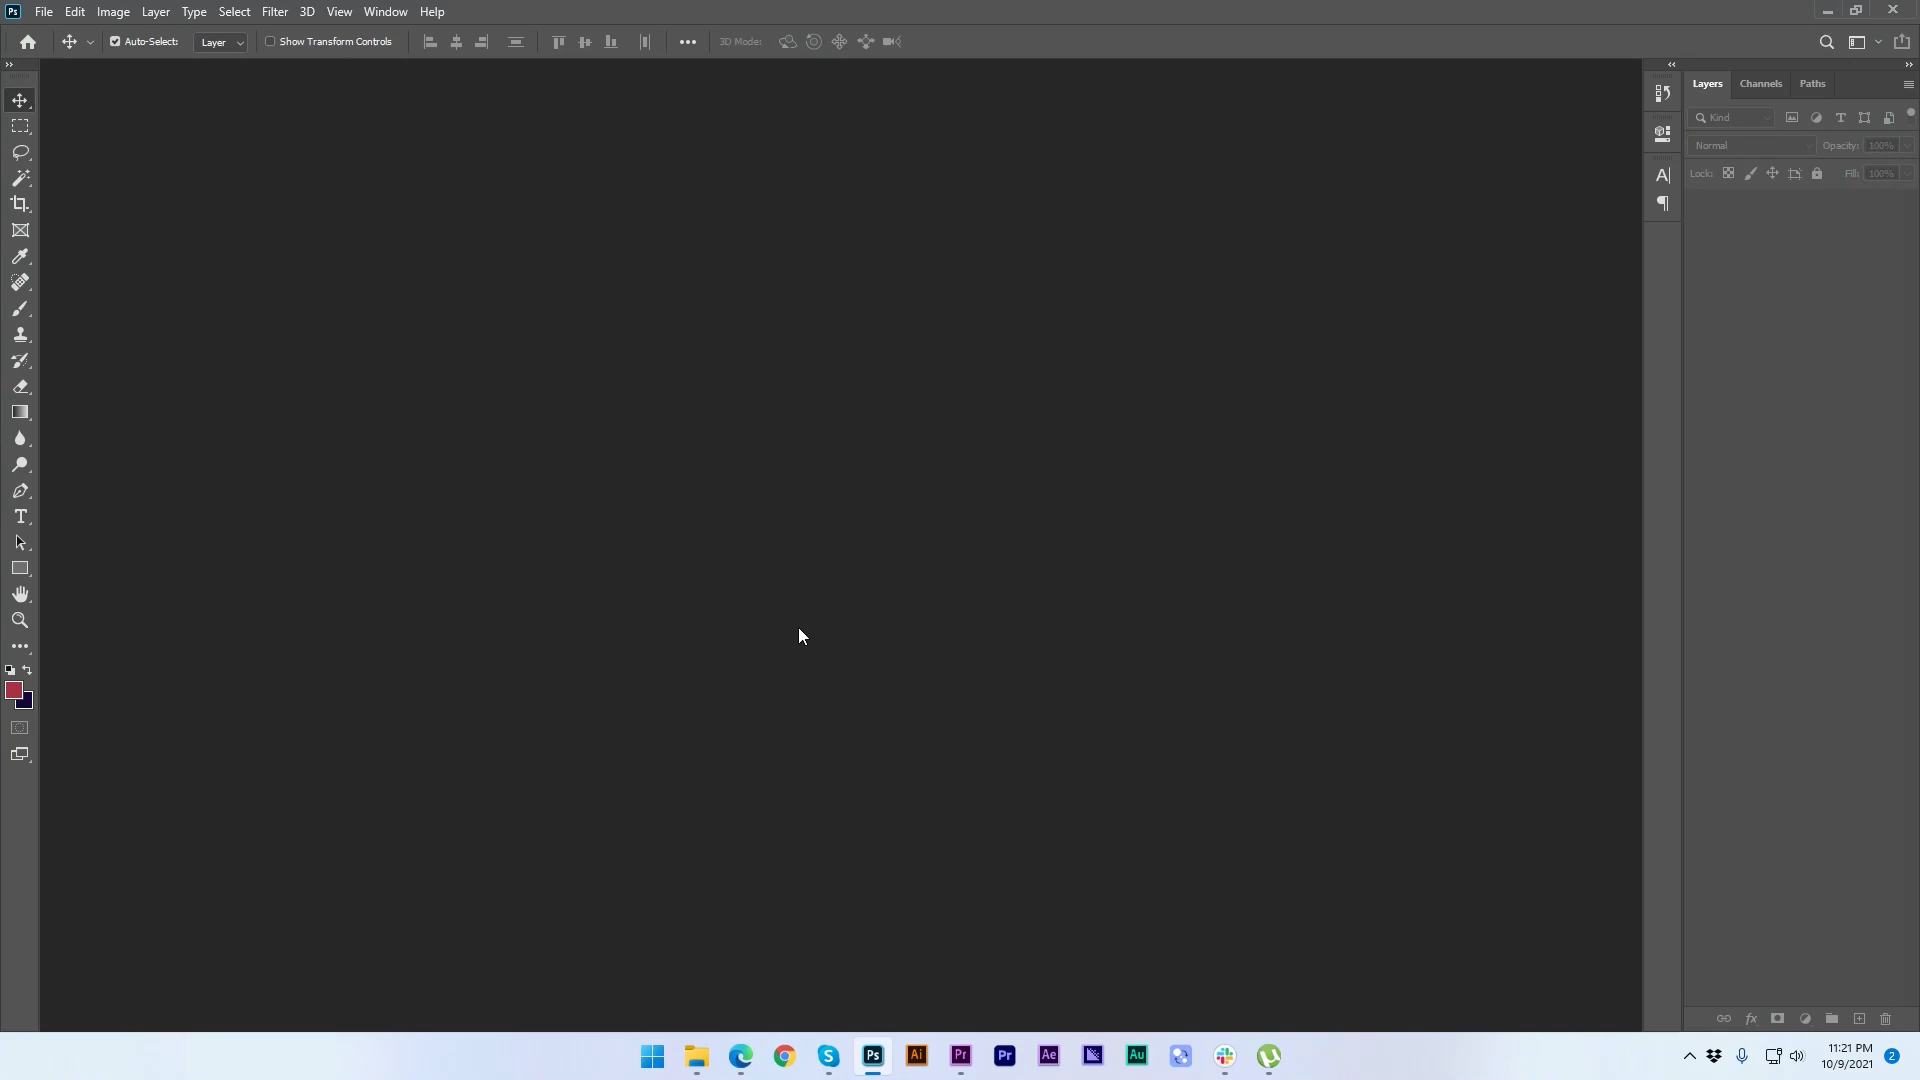 Ps File Edit Image Layer Type Select Filter 3D View Window Help
Auto-Select: Layer Show Transform Controls 3D Mode:
Layers Channels Paths
Kind T
Normal Opacity: 100%
Lock: Fill: 100%
A|
T
fx
Ps Ai Pr Pr Ae Au
11:21 PM
10/9/2021
2